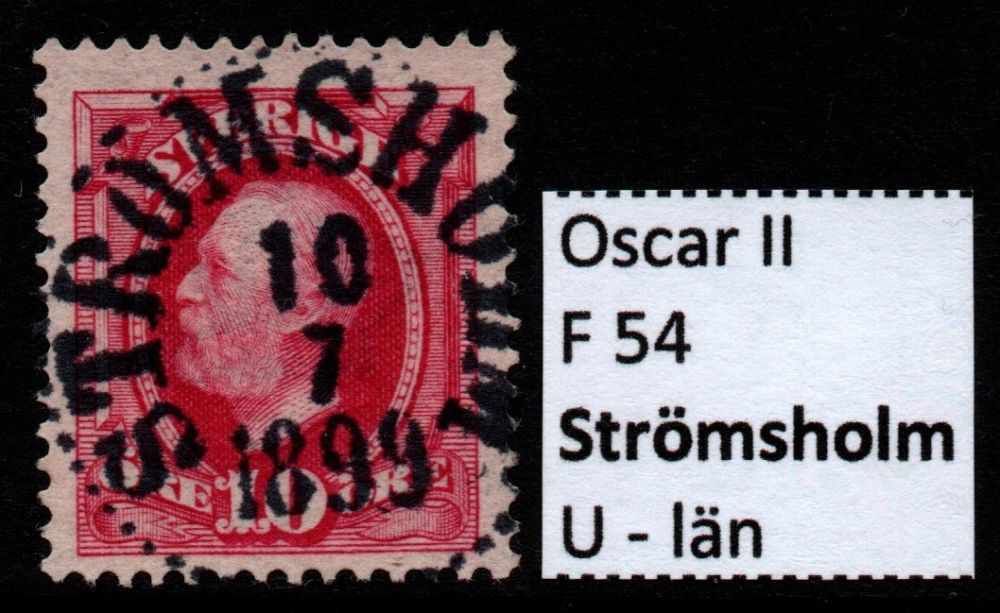 STRÖMSHOLM
SVERIGE
10
7
1899
ÖRE 10 ÖRE
Oscar II
F 54
Strömsholm
U - län